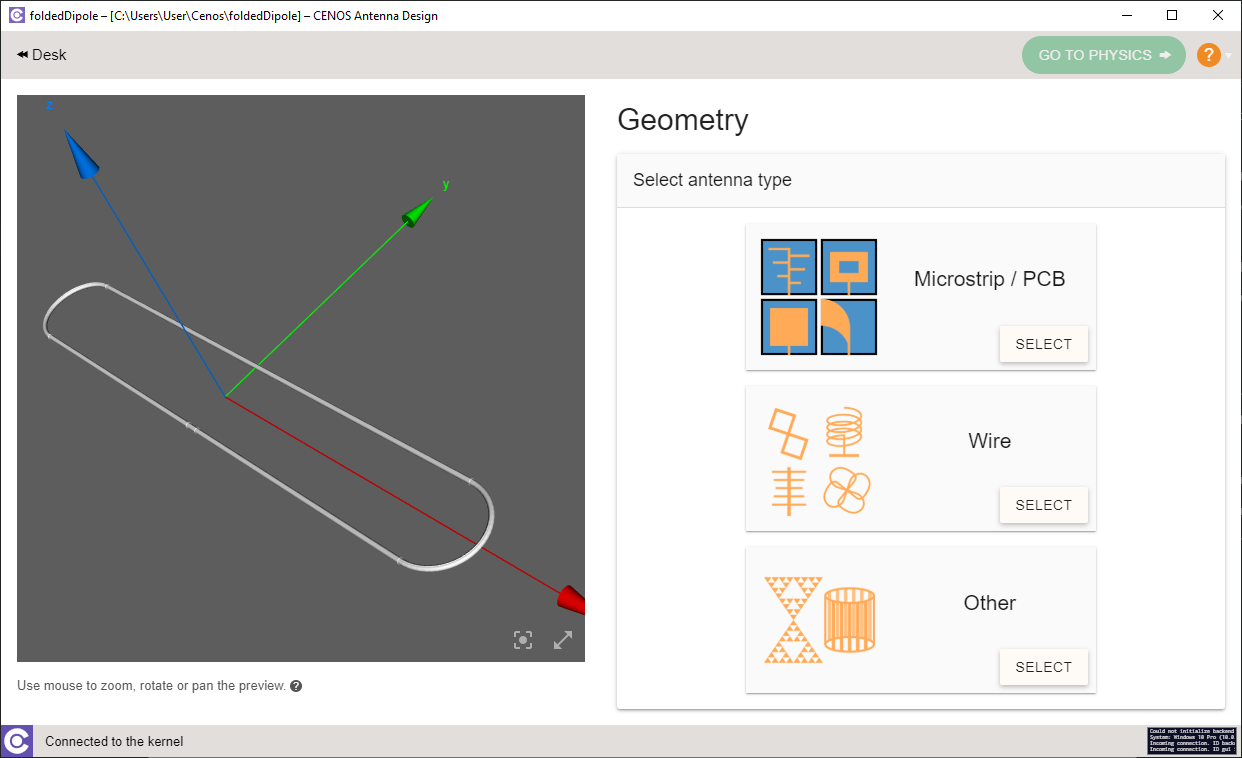 foldedDipole – [C:\Users\User\Cenos\foldedDipole] – CENOS Antenna Design
Desk
GO TO PHYSICS
?
z
y
Geometry
Select antenna type
Microstrip / PCB
SELECT
Wire
SELECT
Other
SELECT
Use mouse to zoom, rotate or pan the preview. ?
Connected to the kernel
Could not initialize backend
System: Windows 10 Pro (10.0
Incoming connection. ID back
Incoming connection. ID gui